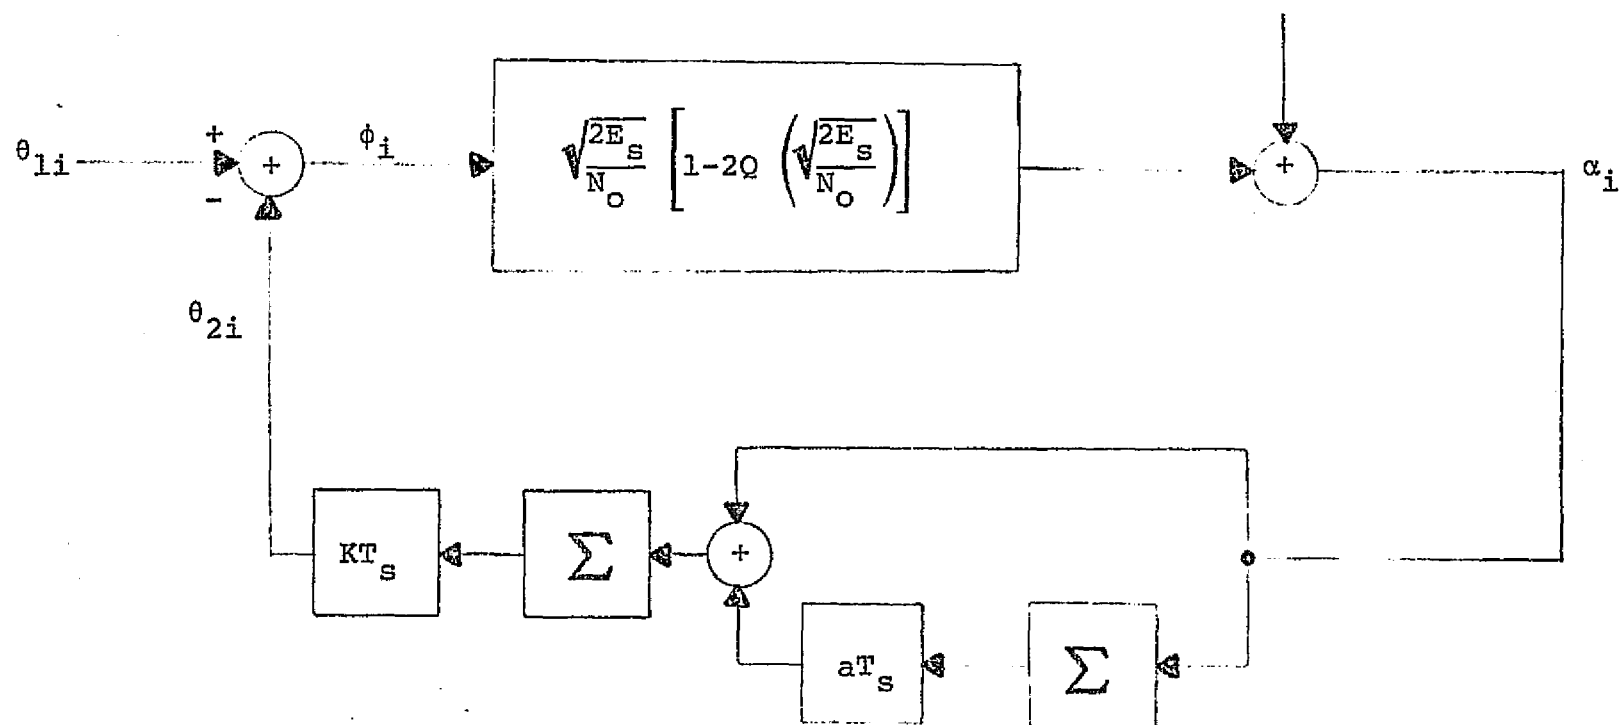 θ1i
+
-
+
ϕi
√(2Es/No) [1-2Q (√(2Es/No))]
+
αi
θ2i
KTs
Σ
+
aTs
Σ